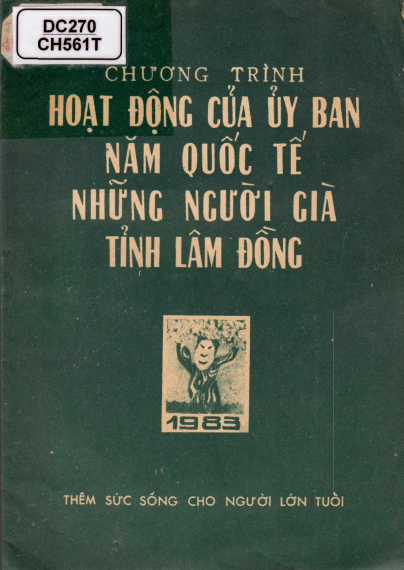 DC270
CH561T
CHƯƠNG TRÌNH
HOẠT ĐỘNG CỦA ỦY BAN
NĂM QUỐC TẾ
NHỮNG NGƯỜI GIÀ
TỈNH LÂM ĐỒNG
1983
THÊM SỨC SỐNG CHO NGƯỜI LỚN TUỔI